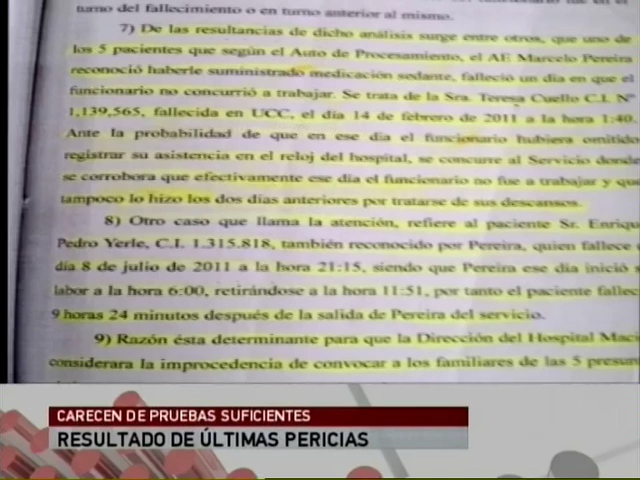 turno del fallecimiento o en turno anterior al mismo.
7) De las resultancias de dicho análisis surge entre otros, que uno de
los 5 pacientes que según el Auto de Procesamiento, el AE Marcelo Pereira
reconoció haberle suministrado medicación sedante, falleció un día en que el
funcionario no concurrió a trabajar. Se trata de la Sra. Teresa Cuello C.I. Nº
1,139,565, fallecida en UCC, el día 14 de febrero de 2011 a la hora 1:40.
Ante la probabilidad de que en ese día el funcionario hubiera omitido
registrar su asistencia en el reloj del hospital, se concurre al Servicio donde
se corrobora que efectivamente ese día el funcionario no fue a trabajar y que
tampoco lo hizo los dos días anteriores por tratarse de sus descansos.
8) Otro caso que llama la atención, refiere al paciente Sr. Enriqu
Pedro Yerle, C.I. 1.315.818, también reconocido por Pereira, quien fallece
día 8 de julio de 2011 a la hora 21:15, siendo que Pereira ese día inició
labor a la hora 6:00, retirándose a la hora 11:51, por tanto el paciente fallec
9 horas 24 minutos después de la salida de Pereira del servicio.
9) Razón ésta determinante para que la Dirección del Hospital Maci
considerara la improcedencia de convocar a los familiares de las 5 presun
CARECEN DE PRUEBAS SUFICIENTES
RESULTADO DE ÚLTIMAS PERICIAS